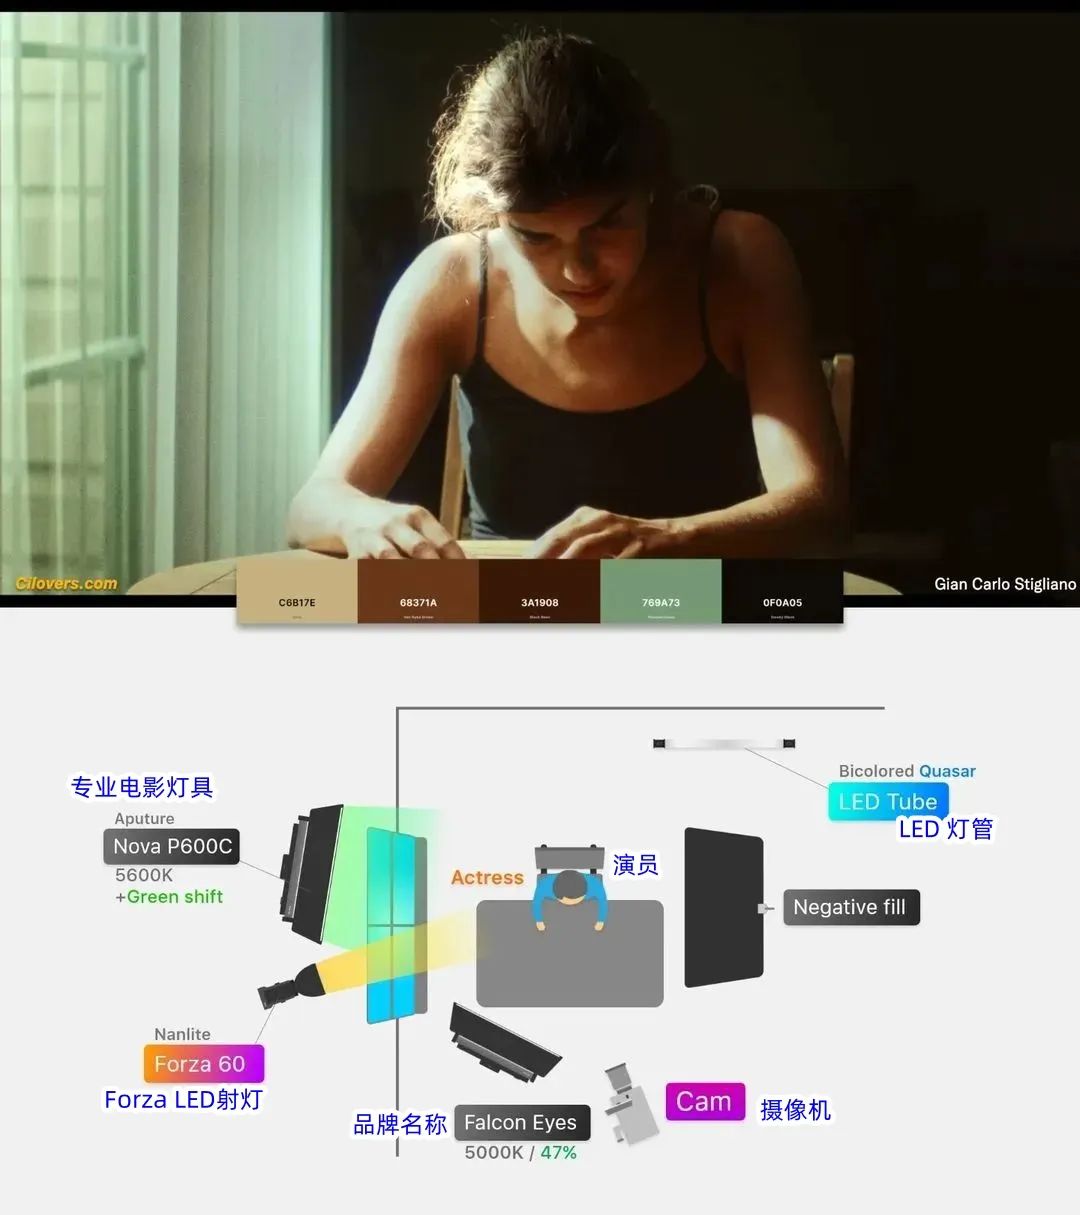 Cilovers.com
Gian Carlo Stigliano
C6B17E
68371A
3A1908
769A73
0F0A05
专业电影灯具
Aputure
Nova P600C
5600K
+Green shift
Bicolored Quasar
LED Tube
LED 灯管
Actress
演员
Negative fill
Nanlite
Forza 60
Forza LED射灯
品牌名称
Falcon Eyes
5000K / 47%
Cam
摄像机